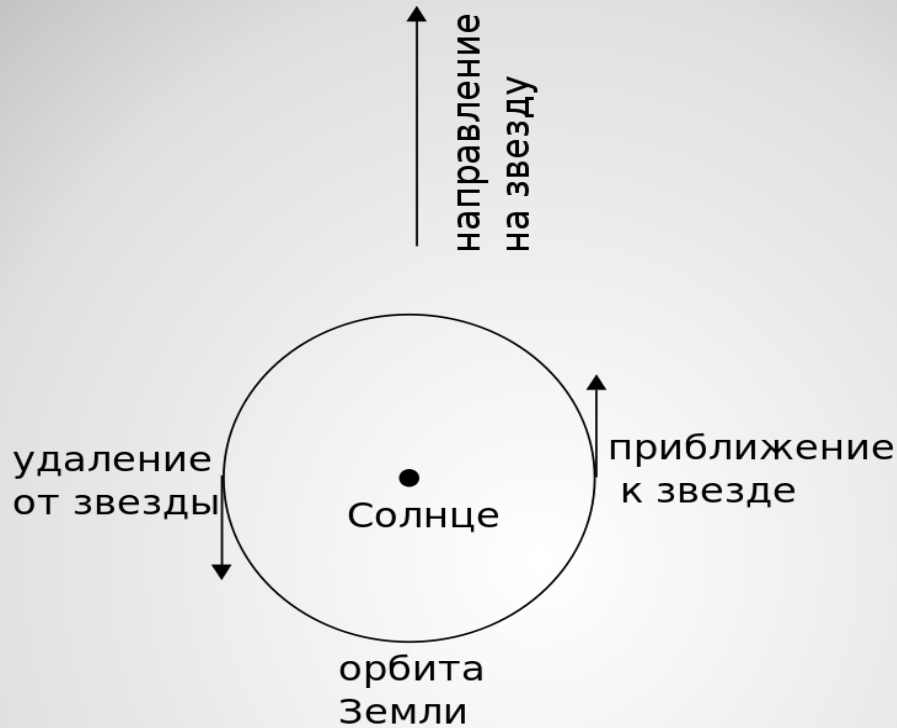 направление
на звезду
удаление
от звезды
приближение
к звезде
Солнце
орбита
Земли